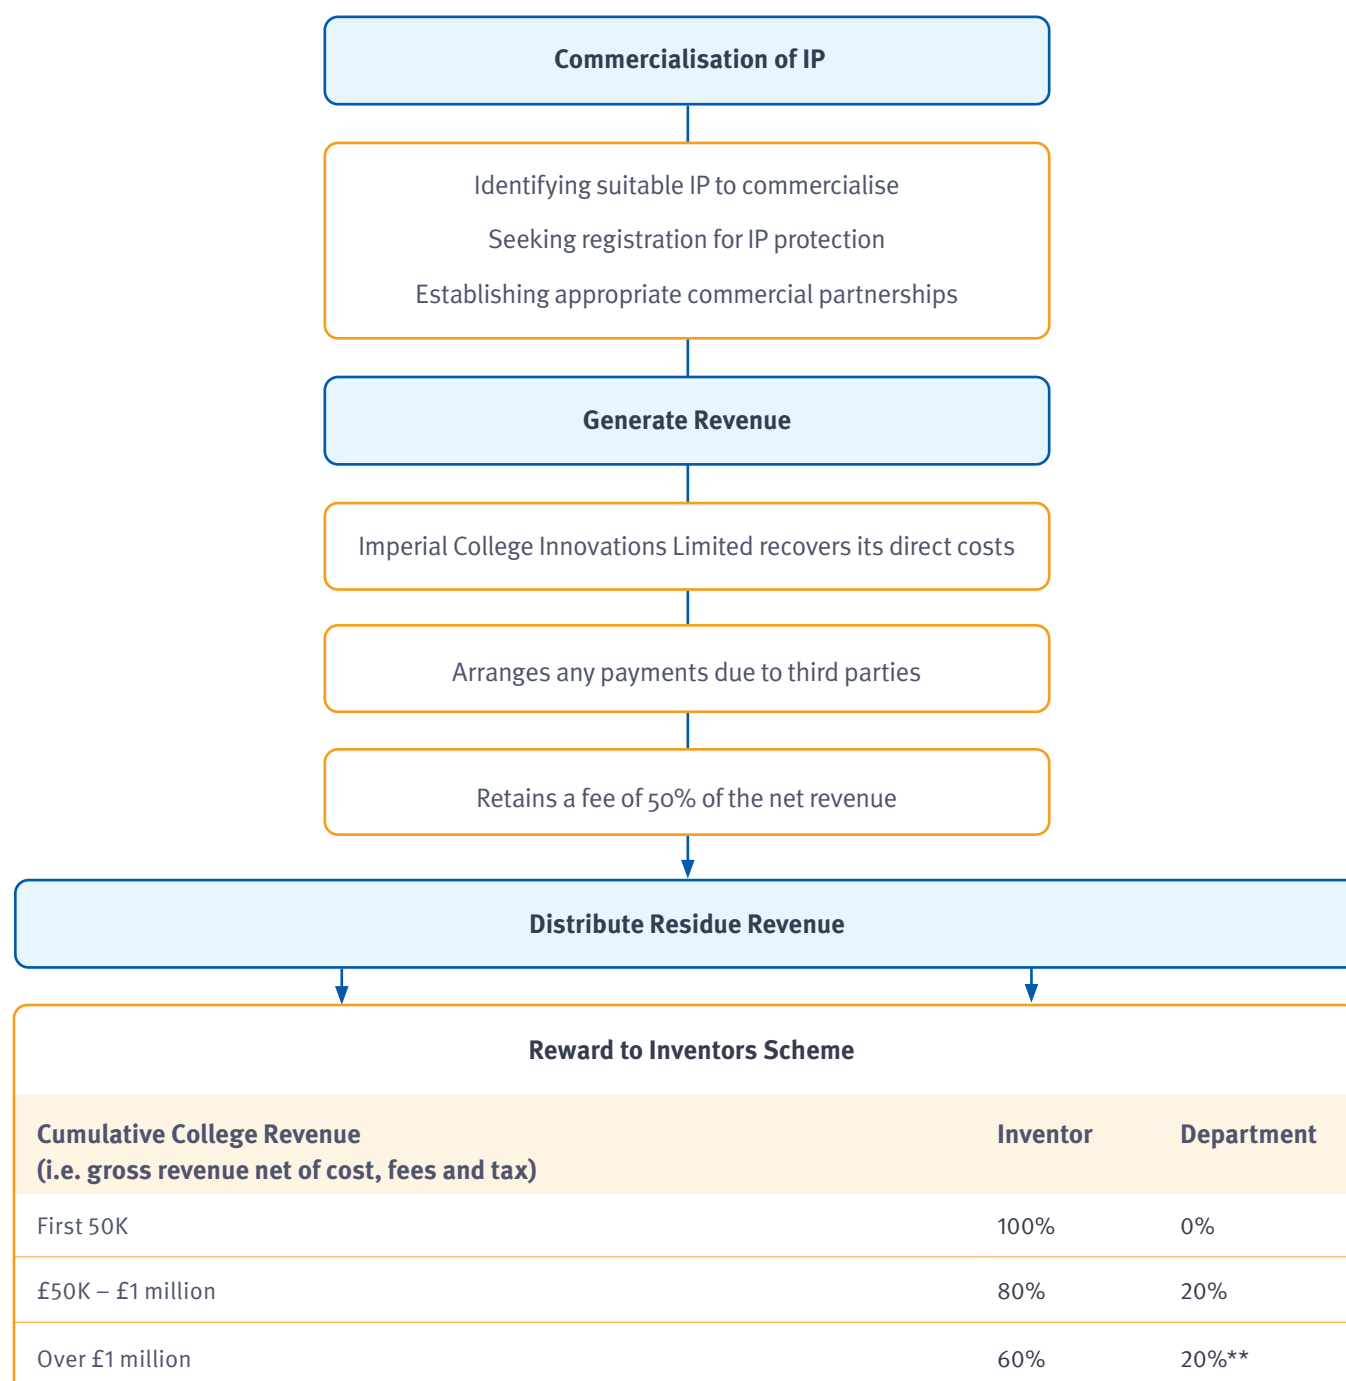 Commercialisation of IP
Identifying suitable IP to commercialise
Seeking registration for IP protection
Establishing appropriate commercial partnerships
Generate Revenue
Imperial College Innovations Limited recovers its direct costs
Arranges any payments due to third parties
Retains a fee of 50% of the net revenue
Distribute Residue Revenue
Reward to Inventors Scheme
Cumulative College Revenue Inventor Department
(i.e. gross revenue net of cost, fees and tax)
First 50K 100% 0%
£50K – £1 million 80% 20%
Over £1 million 60% 20%**